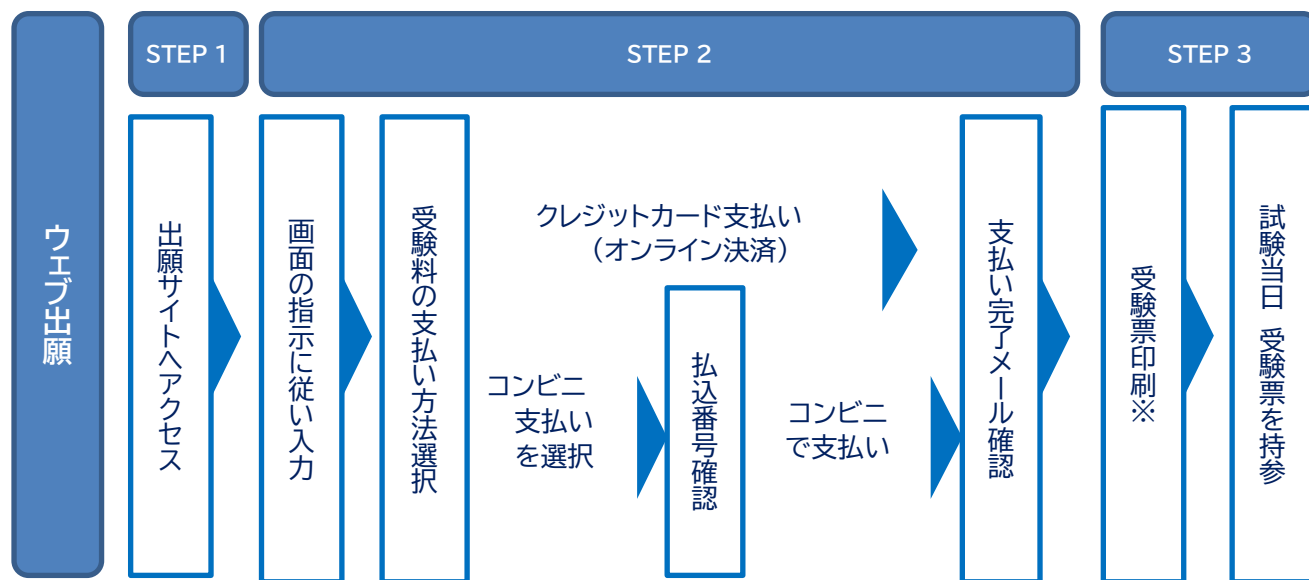 ウェブ出願
STEP 1
STEP 2
STEP 3
出願サイトへアクセス
画面の指示に従い入力
受験料の支払い方法選択
クレジットカード支払い
（オンライン決済）
コンビニ
支払い
を選択
払込番号確認
コンビニ
で支払い
支払い完了メール確認
受験票印刷※
試験当日 受験票を持参